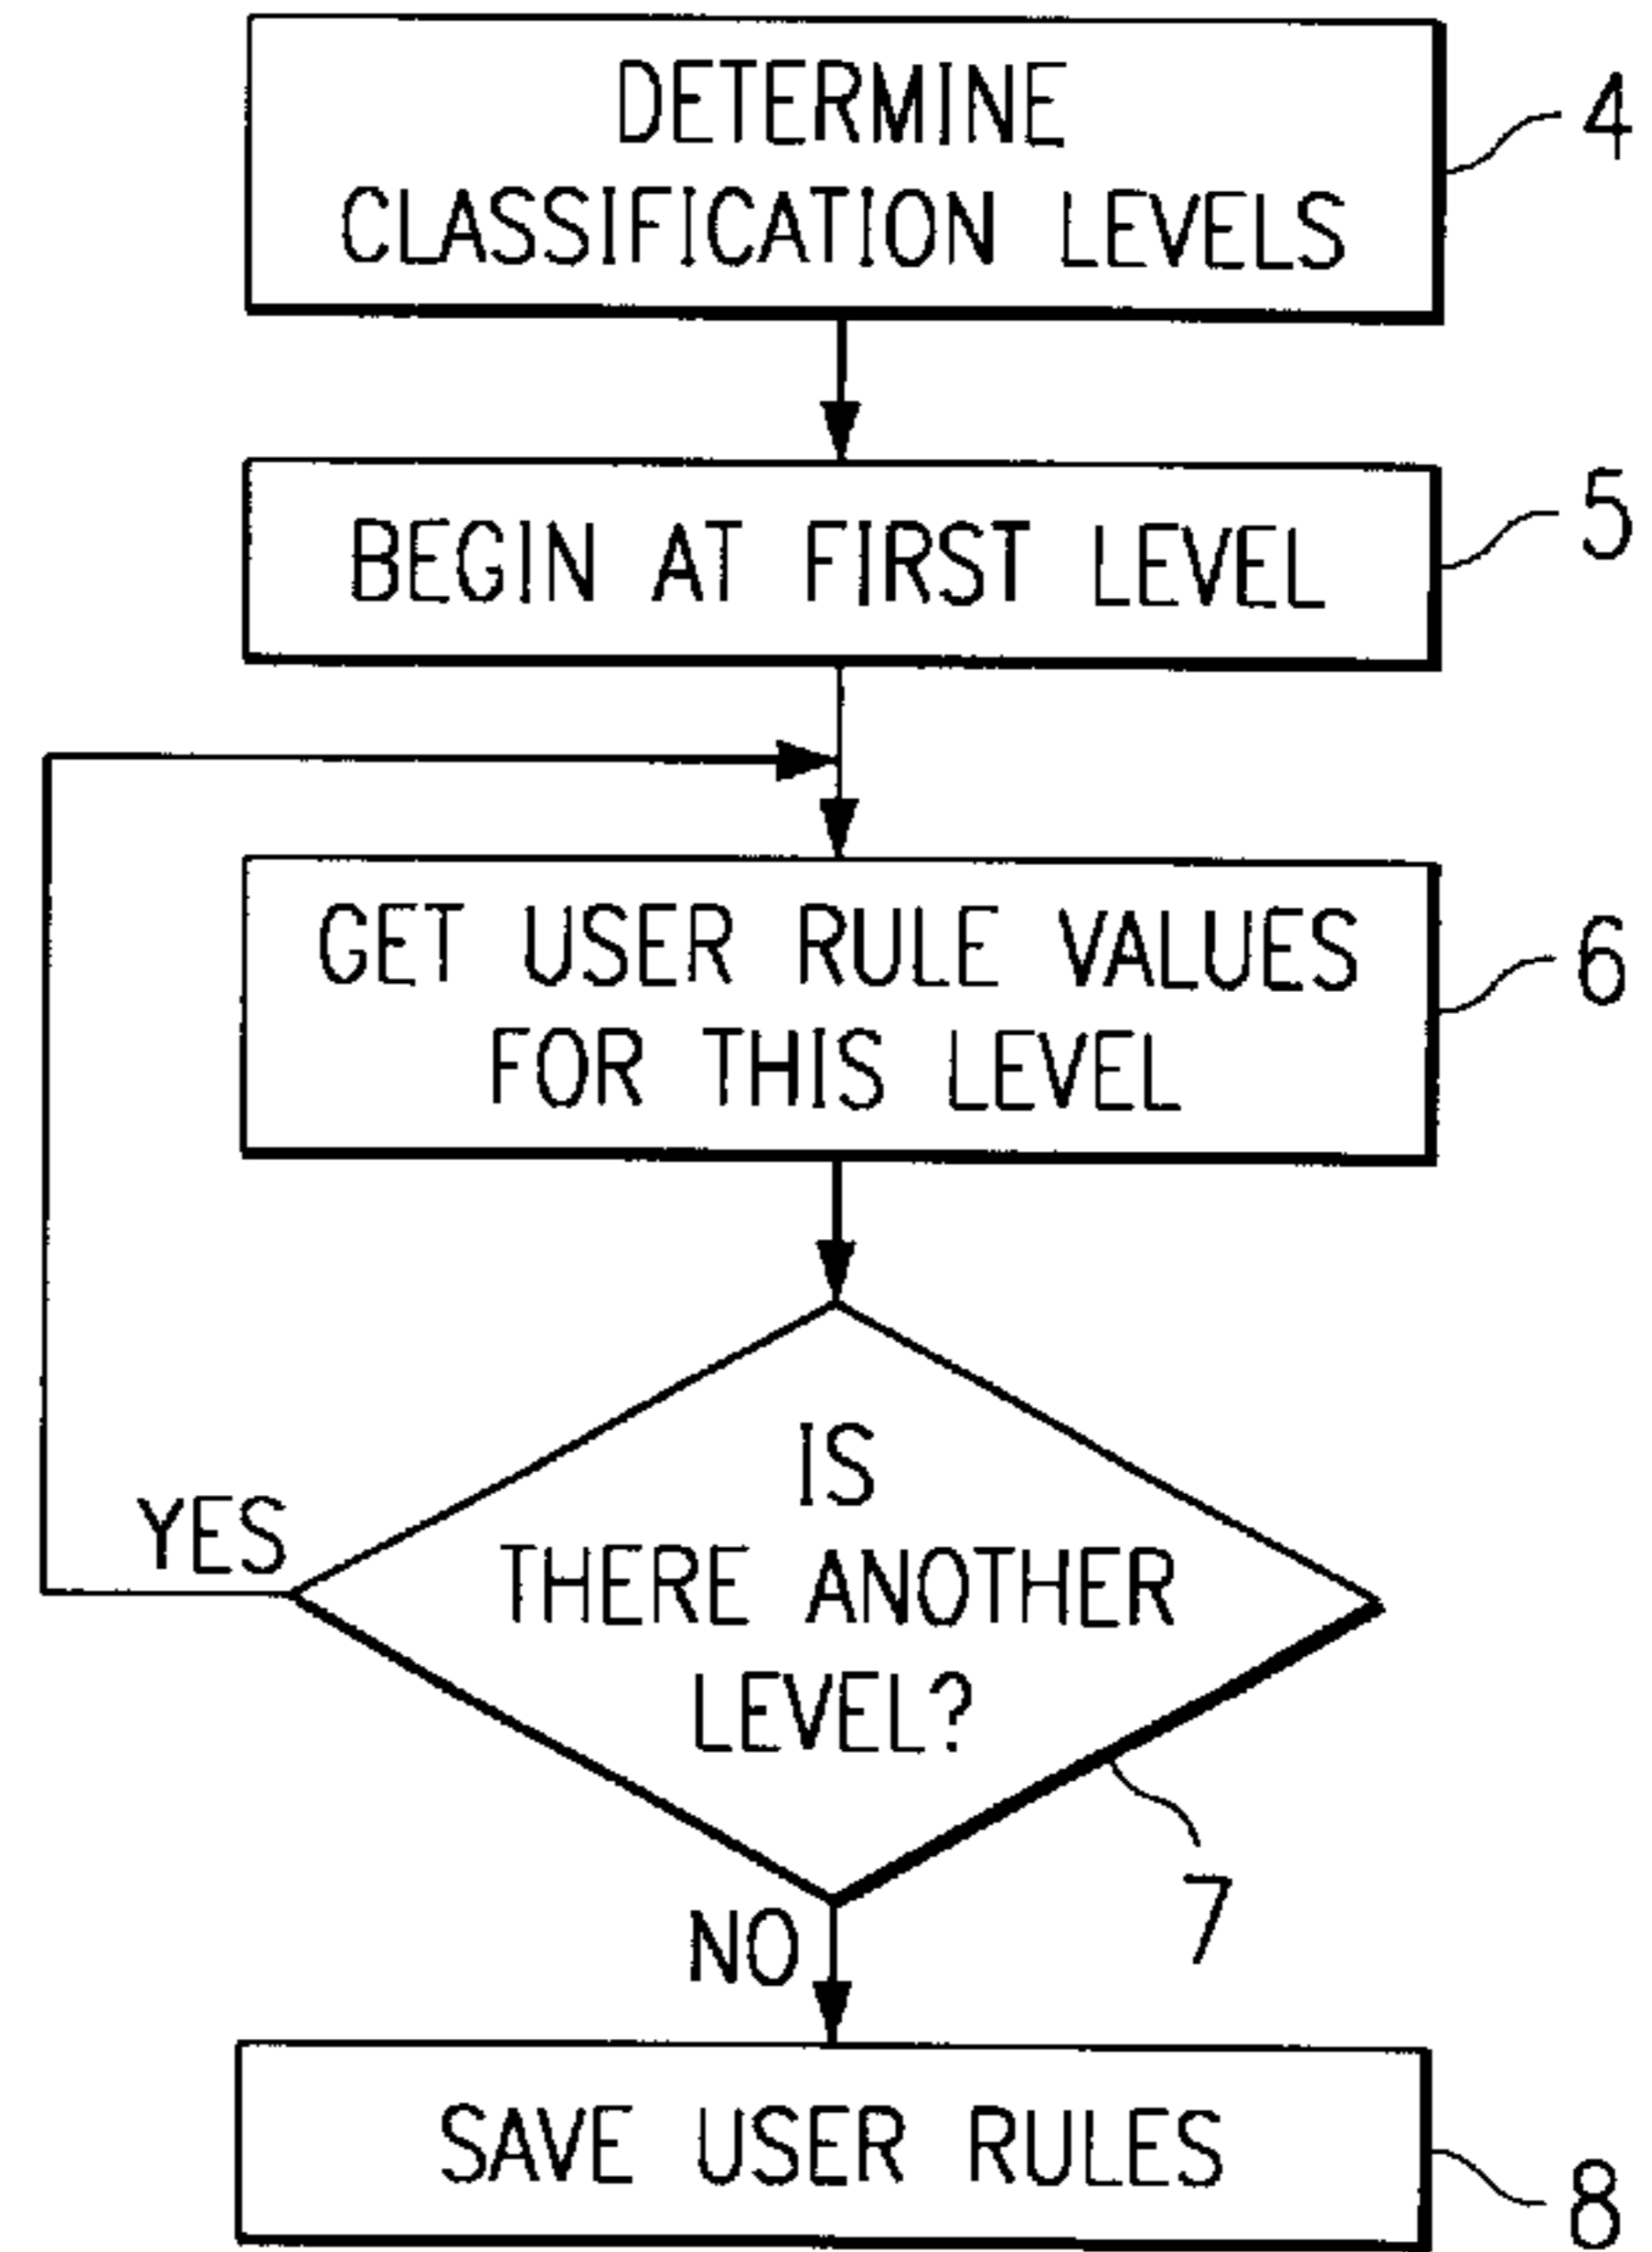 DETERMINE
CLASSIFICATION LEVELS
4
BEGIN AT FIRST LEVEL
5
GET USER RULE VALUES
FOR THIS LEVEL
6
IS
THERE ANOTHER
LEVEL?
YES
7
NO
SAVE USER RULES
8